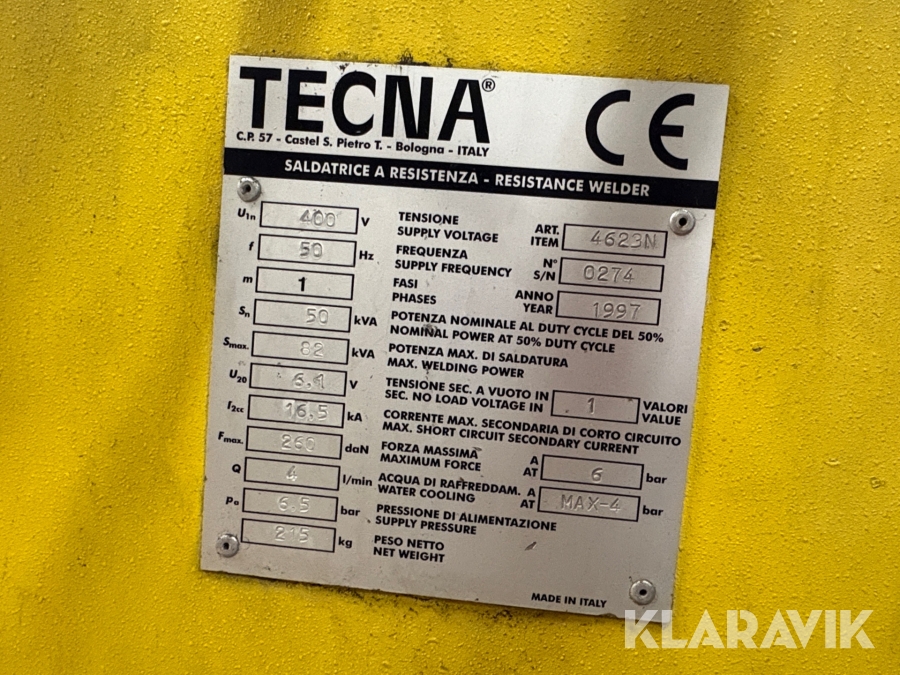 TECNA®
C.P. 57 - Castel S. Pietro T. - Bologna - ITALY
CE
SALDATRICE A RESISTENZA - RESISTANCE WELDER
U1n 400 V TENSIONE
SUPPLY VOLTAGE
ART.
ITEM 4623N
f 50 Hz FREQUENZA
SUPPLY FREQUENCY
N°
S/N 0274
m 1 FASI
PHASES
ANNO
YEAR 1997
Sn 50 kVA POTENZA NOMINALE AL DUTY CYCLE DEL 50%
NOMINAL POWER AT 50% DUTY CYCLE
Smax. 82 kVA POTENZA MAX. DI SALDATURA
MAX. WELDING POWER
U20 6.1 V TENSIONE SEC. A VUOTO IN 1 VALORI
SEC. NO LOAD VOLTAGE IN VALUE
I2cc 16,5 kA CORRENTE MAX. SECONDARIA DI CORTO CIRCUITO
MAX. SHORT CIRCUIT SECONDARY CURRENT
Fmax. 260 daN FORZA MASSIMA A
MAXIMUM FORCE AT 6 bar
Q 4 l/min ACQUA DI RAFFREDDAM. A
WATER COOLING AT MAX-4 bar
Pa 6.5 bar PRESSIONE DI ALIMENTAZIONE
SUPPLY PRESSURE
215 kg PESO NETTO
NET WEIGHT
MADE IN ITALY
KLARAVIK